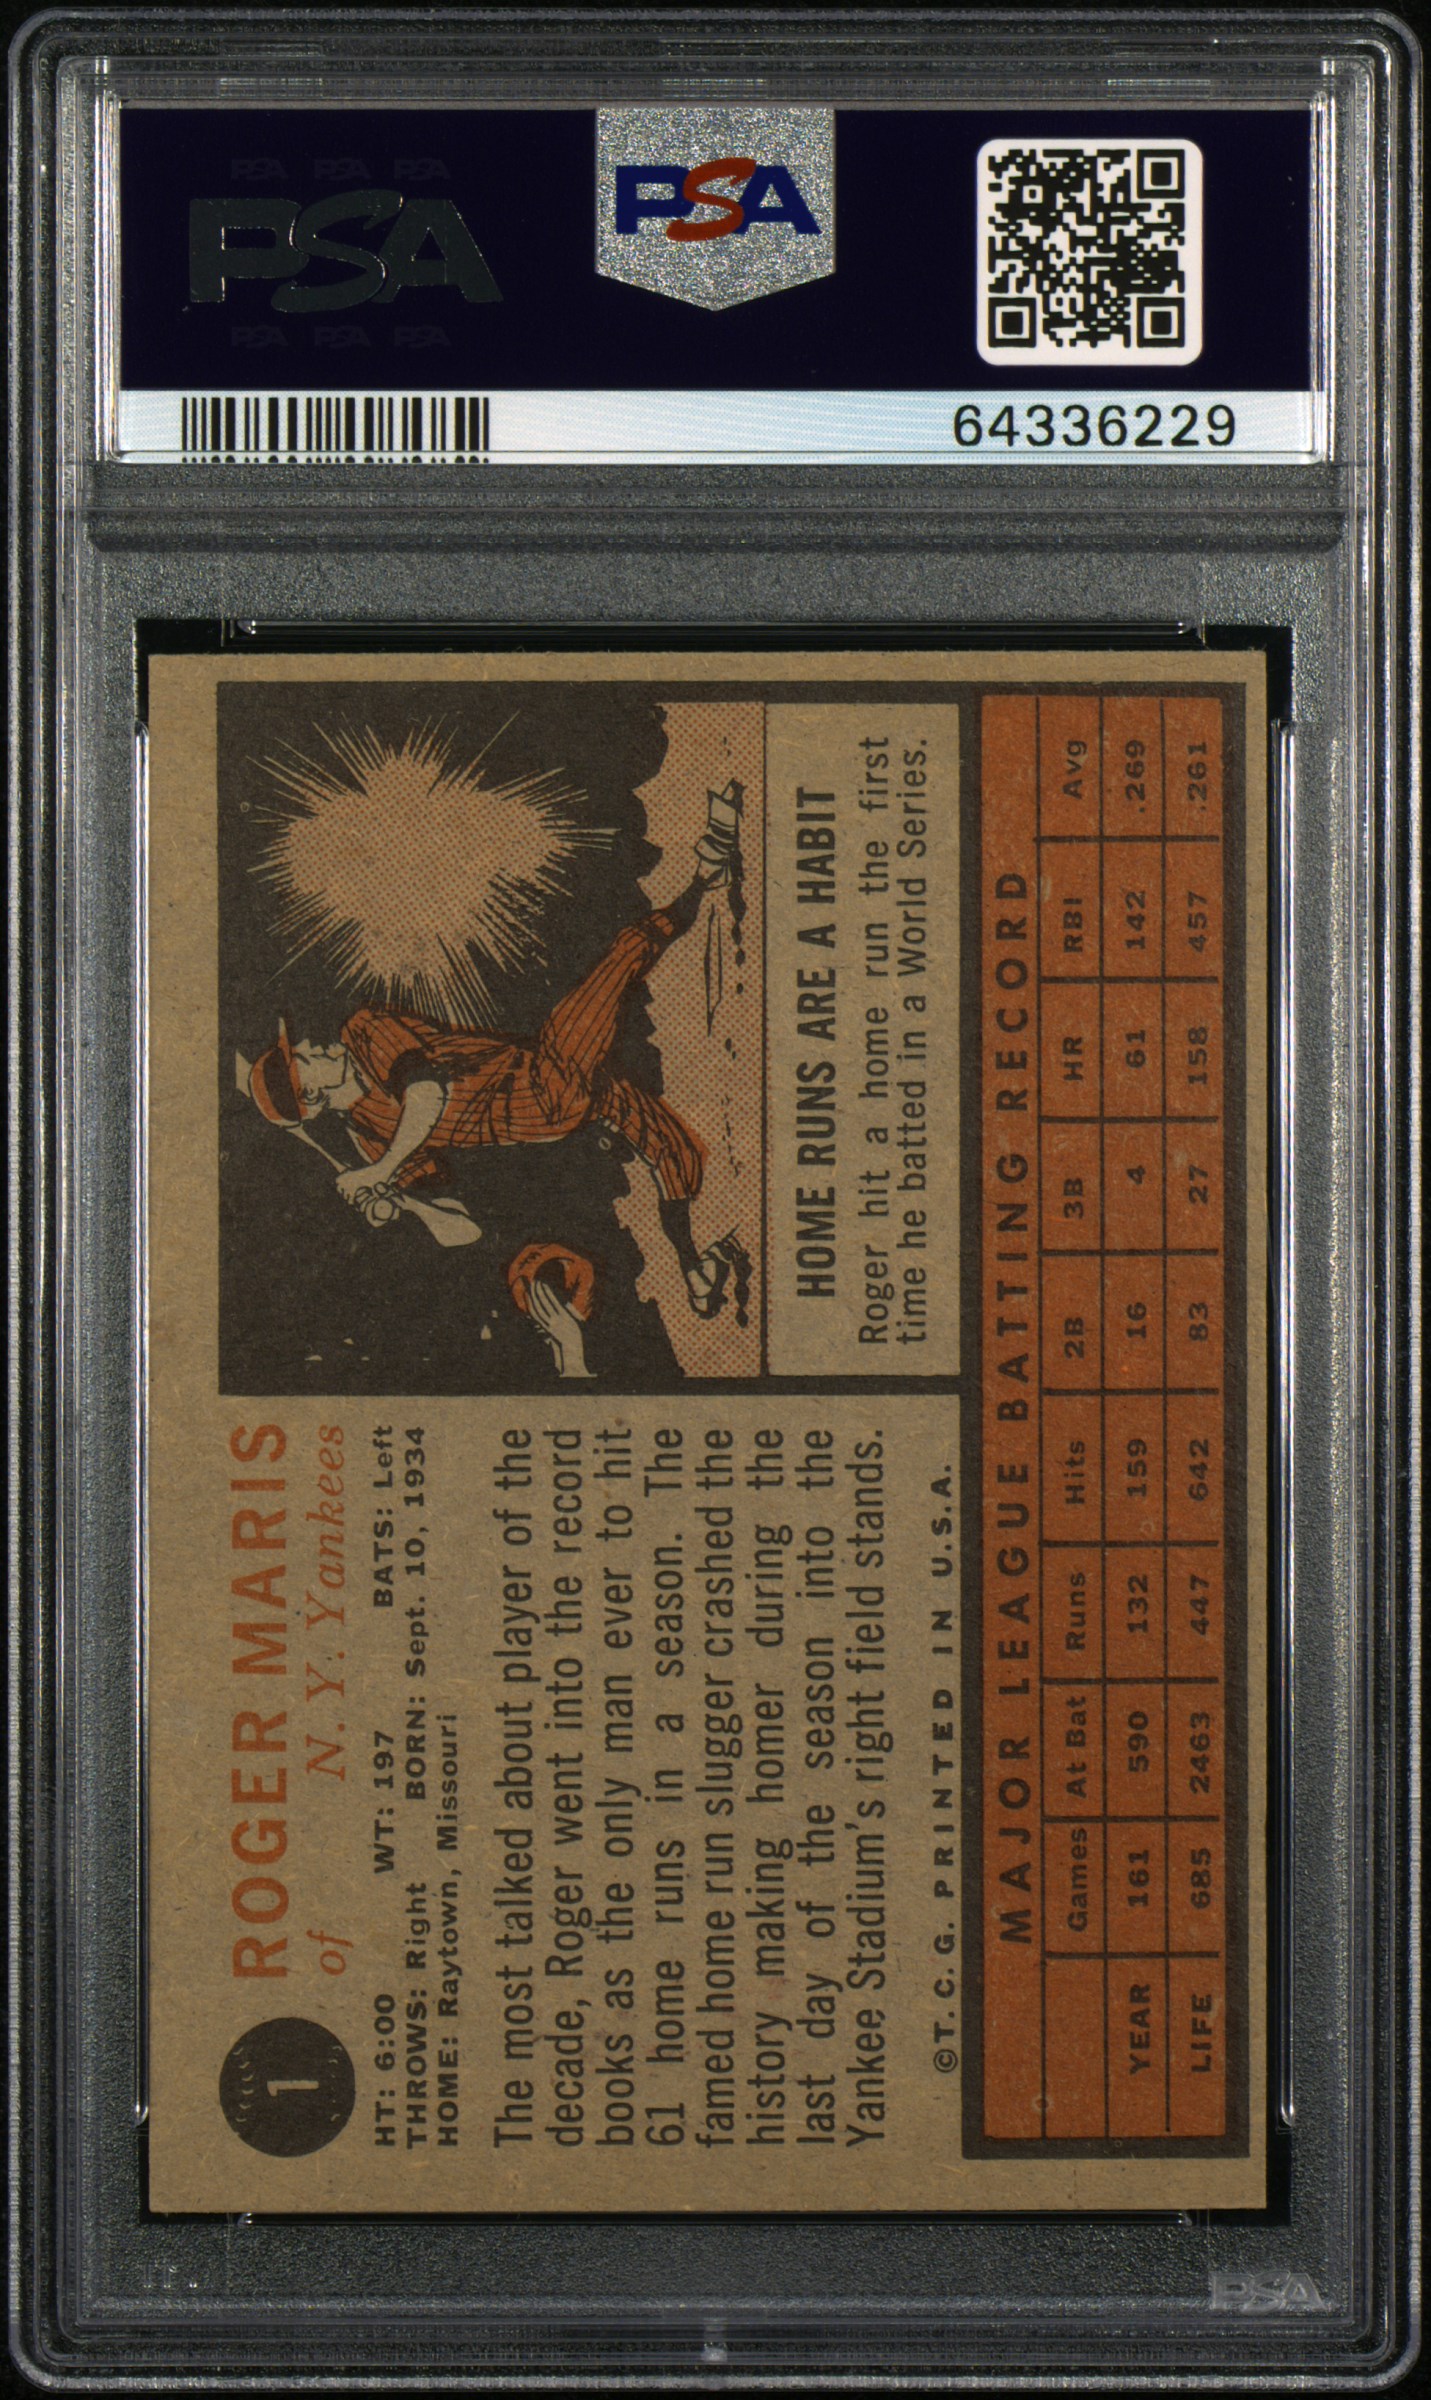 PSA PSA PSA
PSA
PSA PSA PSA
PSA
64336229
1
ROGER MARIS
of N. Y. Yankees
HT: 6:00 WT: 197 BATS: Left
THROWS: Right BORN: Sept. 10, 1934
HOME: Raytown, Missouri
The most talked about player of the
decade, Roger went into the record
books as the only man ever to hit
61 home runs in a season. The
famed home run slugger crashed the
history making homer during the
last day of the season into the
Yankee Stadium's right field stands.
©T. C. G. PRINTED IN U.S.A.
HOME RUNS ARE A HABIT
Roger hit a home run the first
time he batted in a World Series.
MAJOR LEAGUE BATTING RECORD
Games At Bat Runs Hits 2B 3B HR RBI Avg
YEAR 161 590 132 159 16 4 61 142 .269
LIFE 685 2463 447 642 83 27 158 457 .261
PSA